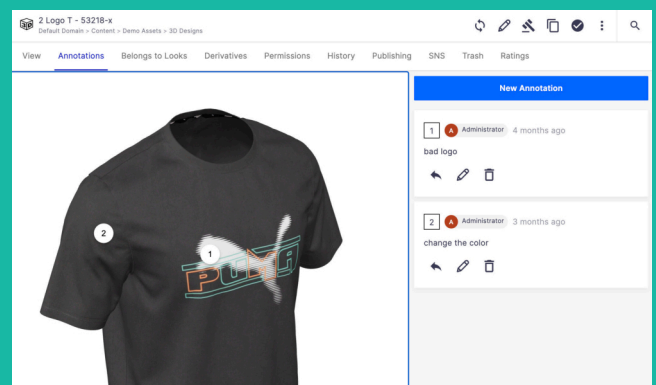 2 Logo T - 53218-x
Default Domain > Content > Demo Assets > 3D Designs
View Annotations Belongs to Looks Derivatives Permissions History Publishing SNS Trash Ratings
New Annotation
1 A Administrator 4 months ago
bad logo
2 A Administrator 3 months ago
change the color
2
1
PUMA